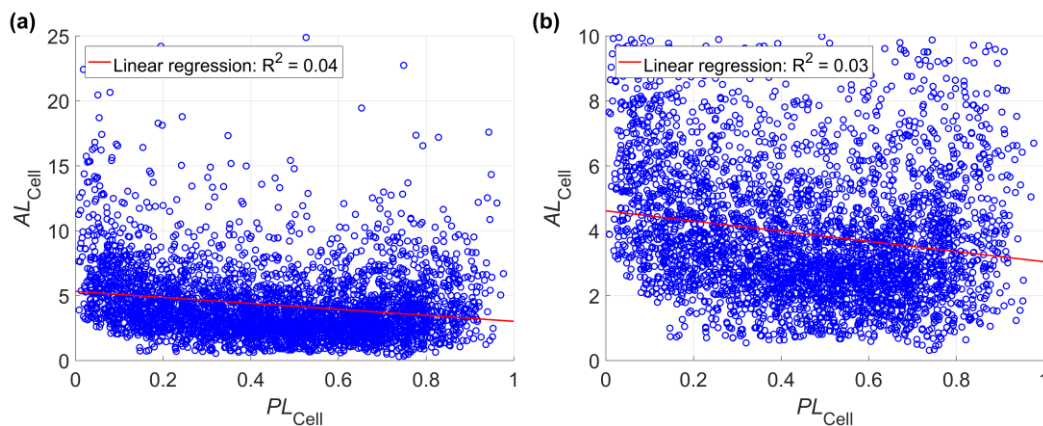 (a)
25
20
15
10
5
0
AL_Cell
Linear regression: R² = 0.04
0 0.2 0.4 0.6 0.8 1
PL_Cell
(b)
10
8
6
4
2
0
AL_Cell
Linear regression: R² = 0.03
0 0.2 0.4 0.6 0.8 1
PL_Cell